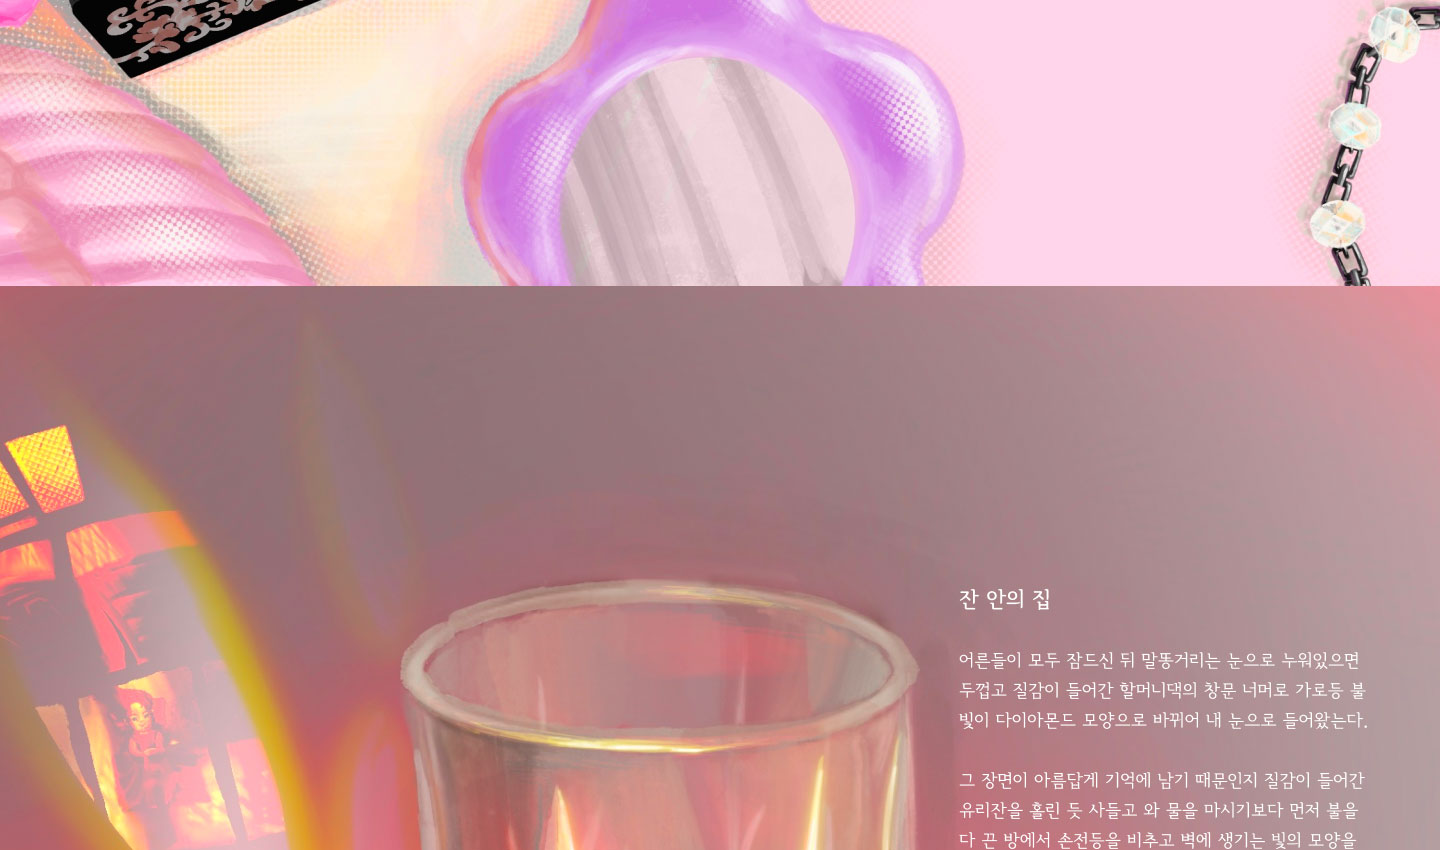 잔 안의 집
어른들이 모두 잠드신 뒤 말똥거리는 눈으로 누워있으면
두껍고 질감이 들어간 할머니댁의 창문 너머로 가로등 불
빛이 다이아몬드 모양으로 바뀌어 내 눈으로 들어왔는다.
그 장면이 아름답게 기억에 남기 때문인지 질감이 들어간
유리잔을 홀린 듯 사들고 와 물을 마시기보다 먼저 불을
다 끈 방에서 손전등을 비추고 벽에 생기는 빛의 모양을